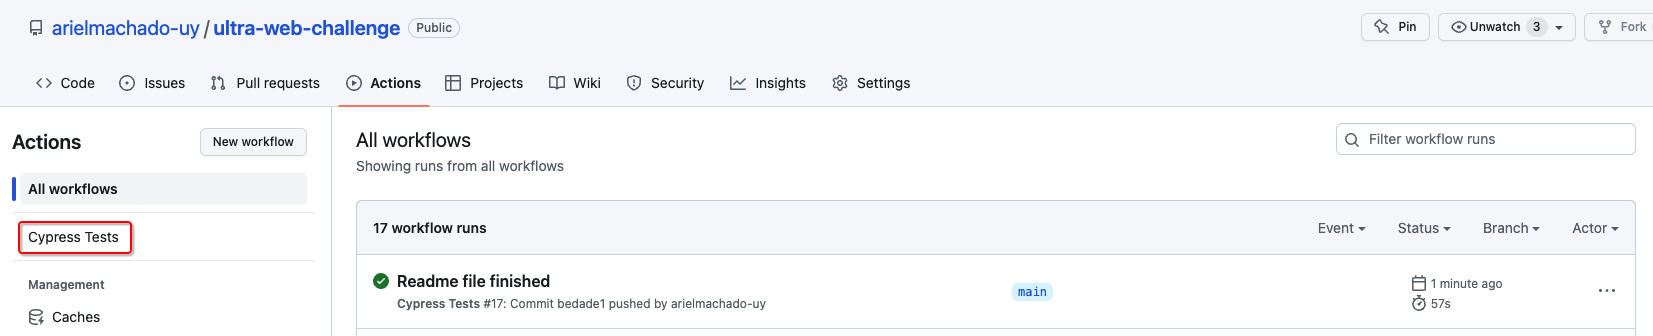 arielmachado-uy / ultra-web-challenge Public Pin Unwatch 3 Fork
Code Issues Pull requests Actions Projects Wiki Security Insights Settings
Actions New workflow
All workflows
Cypress Tests
Management
Caches
All workflows
Showing runs from all workflows
Filter workflow runs
17 workflow runs Event Status Branch Actor
Readme file finished
Cypress Tests #17: Commit bedade1 pushed by arielmachado-uy
main
1 minute ago
57s